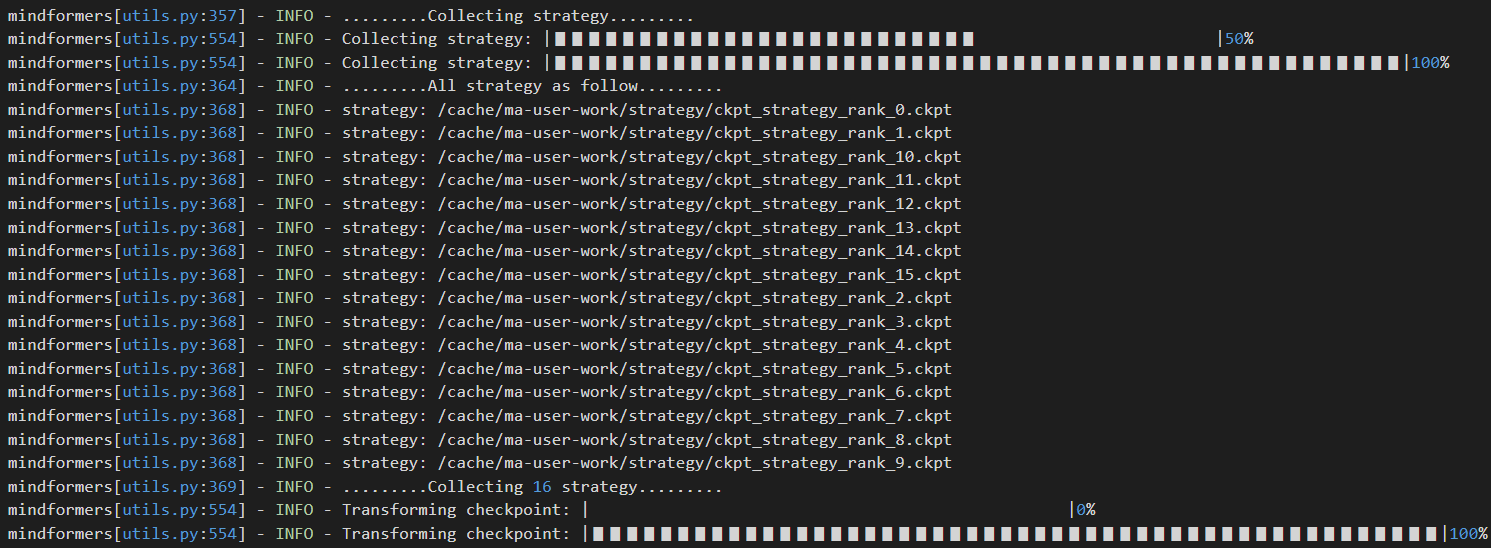 mindformers[utils.py:357] - INFO - .........Collecting strategy.........
mindformers[utils.py:554] - INFO - Collecting strategy: |■■■■■■■■■■■■■■■■■■■■■■■■■                         |50%
mindformers[utils.py:554] - INFO - Collecting strategy: |■■■■■■■■■■■■■■■■■■■■■■■■■■■■■■■■■■■■■■■■■■■■■■■■■■|100%
mindformers[utils.py:364] - INFO - .........All strategy as follow.........
mindformers[utils.py:368] - INFO - strategy: /cache/ma-user-work/strategy/ckpt_strategy_rank_0.ckpt
mindformers[utils.py:368] - INFO - strategy: /cache/ma-user-work/strategy/ckpt_strategy_rank_1.ckpt
mindformers[utils.py:368] - INFO - strategy: /cache/ma-user-work/strategy/ckpt_strategy_rank_10.ckpt
mindformers[utils.py:368] - INFO - strategy: /cache/ma-user-work/strategy/ckpt_strategy_rank_11.ckpt
mindformers[utils.py:368] - INFO - strategy: /cache/ma-user-work/strategy/ckpt_strategy_rank_12.ckpt
mindformers[utils.py:368] - INFO - strategy: /cache/ma-user-work/strategy/ckpt_strategy_rank_13.ckpt
mindformers[utils.py:368] - INFO - strategy: /cache/ma-user-work/strategy/ckpt_strategy_rank_14.ckpt
mindformers[utils.py:368] - INFO - strategy: /cache/ma-user-work/strategy/ckpt_strategy_rank_15.ckpt
mindformers[utils.py:368] - INFO - strategy: /cache/ma-user-work/strategy/ckpt_strategy_rank_2.ckpt
mindformers[utils.py:368] - INFO - strategy: /cache/ma-user-work/strategy/ckpt_strategy_rank_3.ckpt
mindformers[utils.py:368] - INFO - strategy: /cache/ma-user-work/strategy/ckpt_strategy_rank_4.ckpt
mindformers[utils.py:368] - INFO - strategy: /cache/ma-user-work/strategy/ckpt_strategy_rank_5.ckpt
mindformers[utils.py:368] - INFO - strategy: /cache/ma-user-work/strategy/ckpt_strategy_rank_6.ckpt
mindformers[utils.py:368] - INFO - strategy: /cache/ma-user-work/strategy/ckpt_strategy_rank_7.ckpt
mindformers[utils.py:368] - INFO - strategy: /cache/ma-user-work/strategy/ckpt_strategy_rank_8.ckpt
mindformers[utils.py:368] - INFO - strategy: /cache/ma-user-work/strategy/ckpt_strategy_rank_9.ckpt
mindformers[utils.py:369] - INFO - .........Collecting 16 strategy.........
mindformers[utils.py:554] - INFO - Transforming checkpoint: |                                                  |0%
mindformers[utils.py:554] - INFO - Transforming checkpoint: |■■■■■■■■■■■■■■■■■■■■■■■■■■■■■■■■■■■■■■■■■■■■■■■■■■|100%